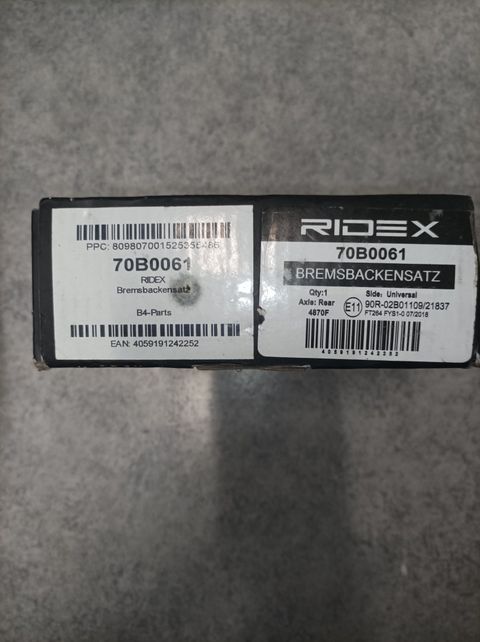 PPC: 809807001525356486
70B0061
RIDEX
Bremsbackensatz
B4-Parts
EAN: 4059191242252
RIDEX
70B0061
BREMSBACKENSATZ
Qty:1 Side: Universal
Axle: Rear E11 90R-02B01109/21837
4870F FT264 FYS1-0 07/2018
4059191242252